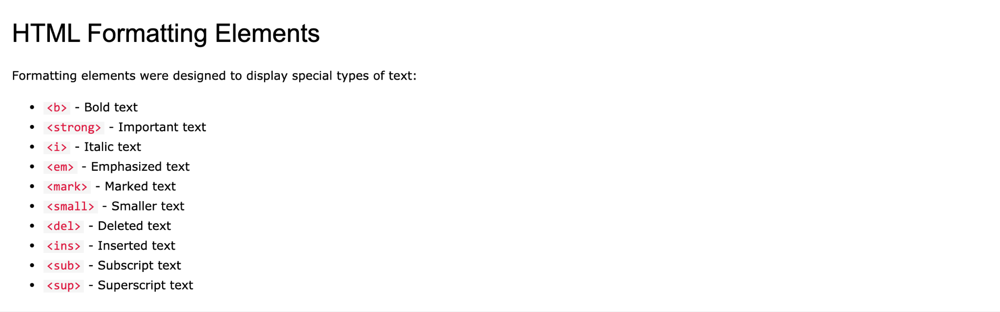 HTML Formatting Elements
Formatting elements were designed to display special types of text:
• <b> - Bold text
• <strong> - Important text
• <i> - Italic text
• <em> - Emphasized text
• <mark> - Marked text
• <small> - Smaller text
• <del> - Deleted text
• <ins> - Inserted text
• <sub> - Subscript text
• <sup> - Superscript text